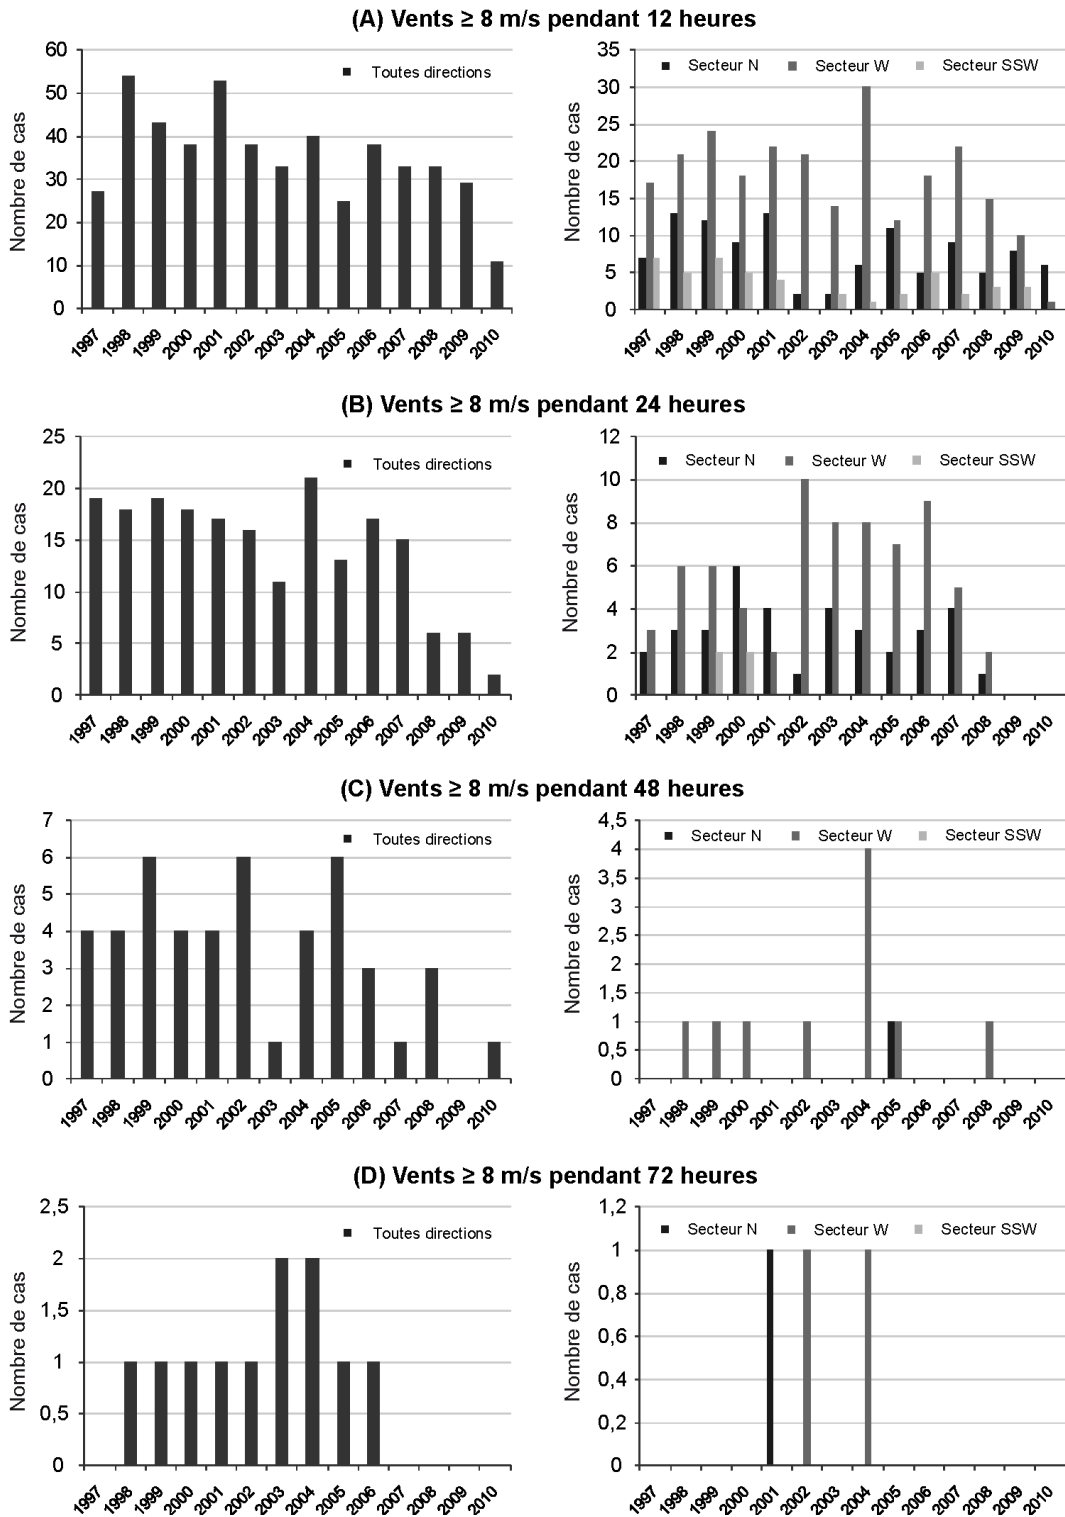 (A) Vents ≥ 8 m/s pendant 12 heures
Nombre de cas
60
50
40
30
20
10
0
Toutes directions
1997 1998 1999 2000 2001 2002 2003 2004 2005 2006 2007 2008 2009 2010
Nombre de cas
35
30
25
20
15
10
5
0
Secteur N Secteur W Secteur SSW
1997 1998 1999 2000 2001 2002 2003 2004 2005 2006 2007 2008 2009 2010
(B) Vents ≥ 8 m/s pendant 24 heures
Nombre de cas
25
20
15
10
5
0
Toutes directions
1997 1998 1999 2000 2001 2002 2003 2004 2005 2006 2007 2008 2009 2010
Nombre de cas
12
10
8
6
4
2
0
Secteur N Secteur W Secteur SSW
1997 1998 1999 2000 2001 2002 2003 2004 2005 2006 2007 2008 2009 2010
(C) Vents ≥ 8 m/s pendant 48 heures
Nombre de cas
7
6
5
4
3
2
1
0
Toutes directions
1997 1998 1999 2000 2001 2002 2003 2004 2005 2006 2007 2008 2009 2010
Nombre de cas
4,5
4
3,5
3
2,5
2
1,5
1
0,5
0
Secteur N Secteur W Secteur SSW
1997 1998 1999 2000 2001 2002 2003 2004 2005 2006 2007 2008 2009 2010
(D) Vents ≥ 8 m/s pendant 72 heures
Nombre de cas
2,5
2
1,5
1
0,5
0
Toutes directions
1997 1998 1999 2000 2001 2002 2003 2004 2005 2006 2007 2008 2009 2010
Nombre de cas
1,2
1
0,8
0,6
0,4
0,2
0
Secteur N Secteur W Secteur SSW
1997 1998 1999 2000 2001 2002 2003 2004 2005 2006 2007 2008 2009 2010